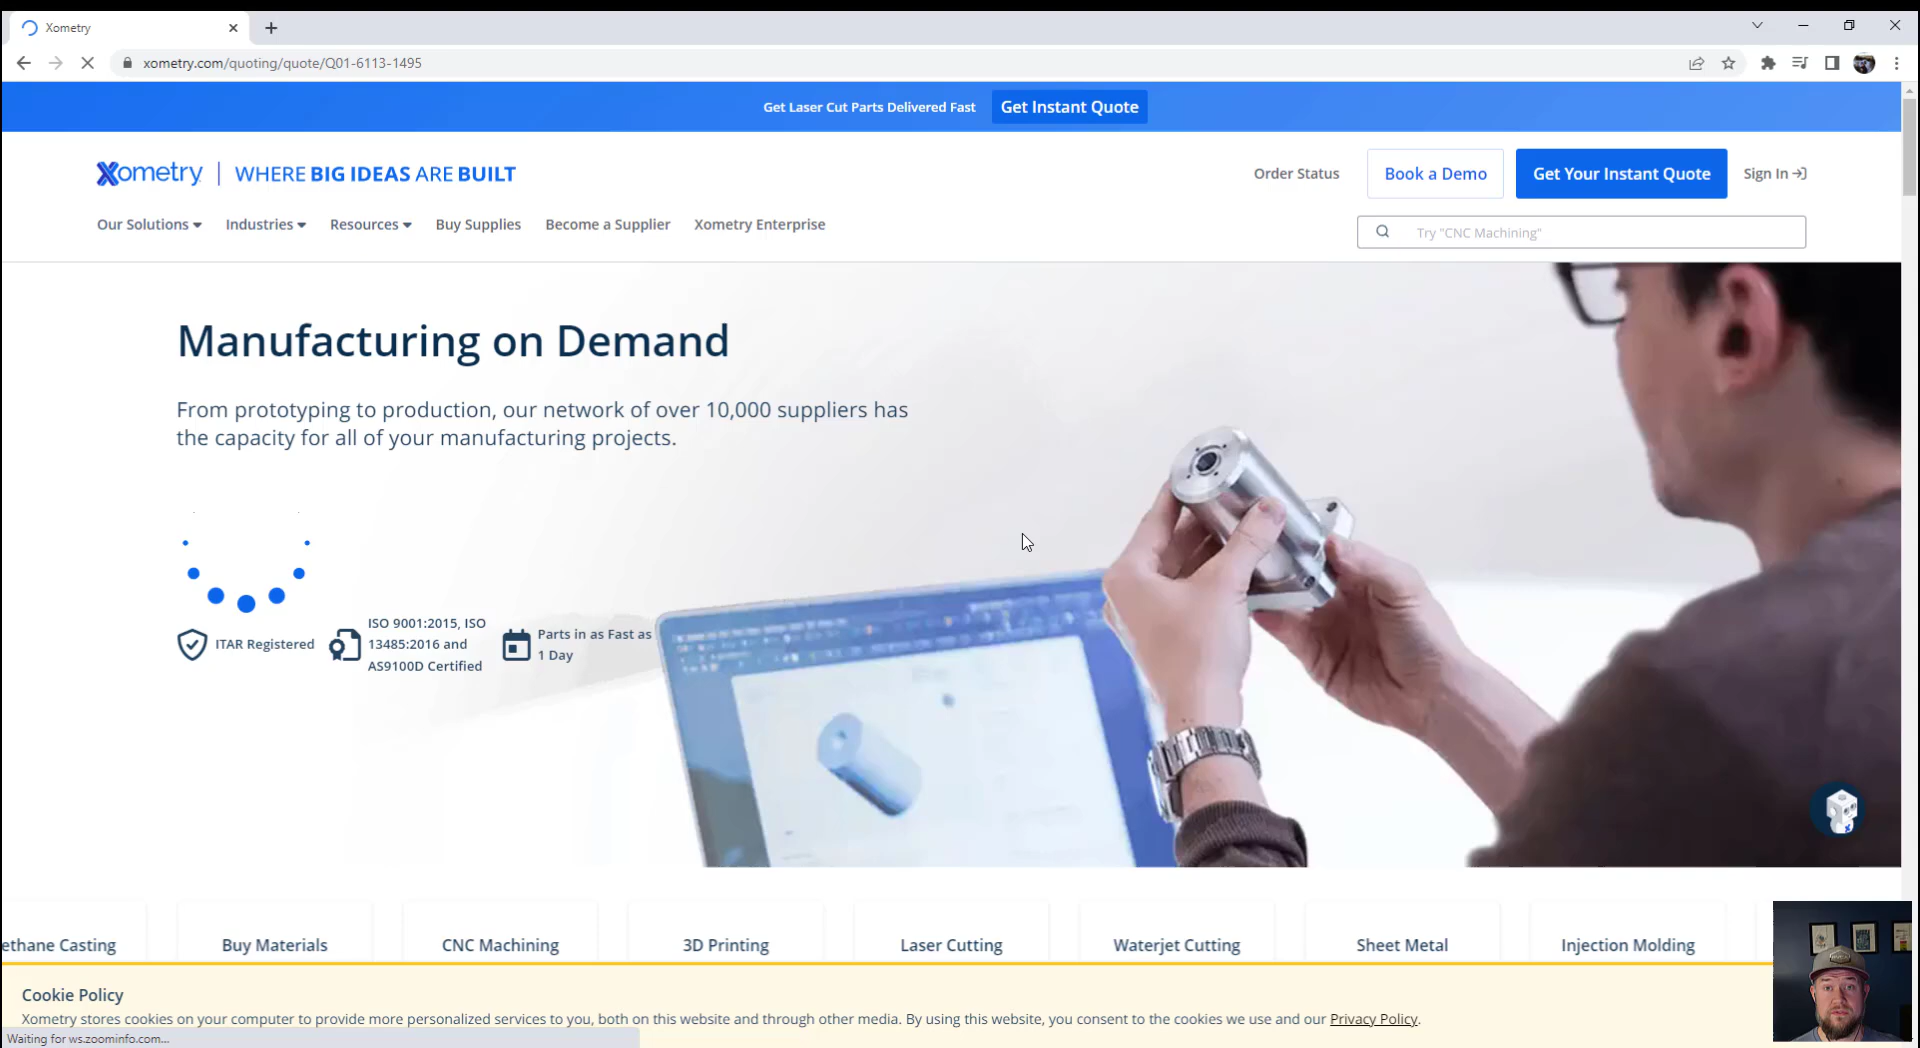 Xometry
xometry.com/quoting/quote/Q01-6113-1495
Get Laser Cut Parts Delivered Fast
Get Instant Quote
Xometry
WHERE BIG IDEAS ARE BUILT
Order Status
Book a Demo
Get Your Instant Quote
Sign In
Our Solutions
Industries
Resources
Buy Supplies
Become a Supplier
Xometry Enterprise
Try "CNC Machining"
Manufacturing on Demand
From prototyping to production, our network of over 10,000 suppliers has
the capacity for all of your manufacturing projects.
ITAR Registered
ISO 9001:2015, ISO
13485:2016 and
AS9100D Certified
Parts in as Fast as
1 Day
ethane Casting
Buy Materials
CNC Machining
3D Printing
Laser Cutting
Waterjet Cutting
Sheet Metal
Injection Molding
Cookie Policy
Xometry stores cookies on your computer to provide more personalized services to you, both on this website and through other media. By using this website, you consent to the cookies we use and our Privacy Policy.
Waiting for ws.zoominfo.com...